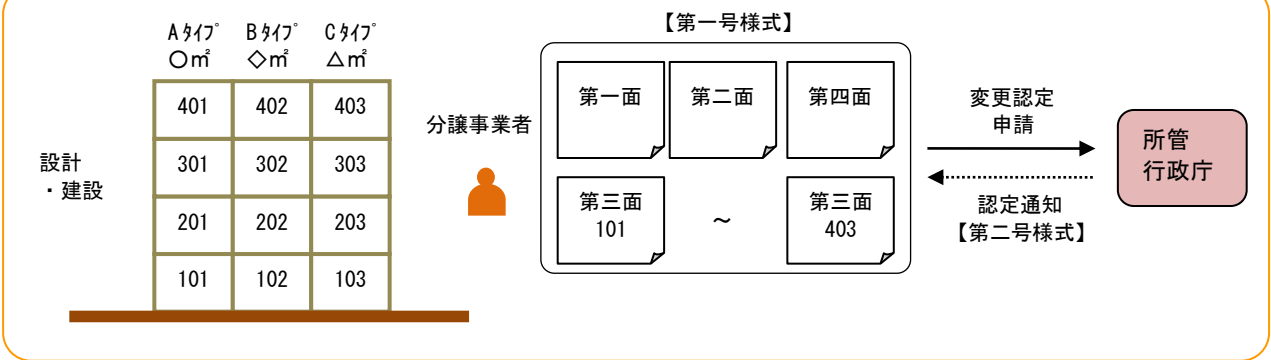 Aﾀｲﾌﾟ Bﾀｲﾌﾟ Cﾀｲﾌﾟ
○㎡ ◇㎡ △㎡
401 402 403
301 302 303
201 202 203
101 102 103
設計
・建設
分譲事業者
【第一号様式】
第一面 第二面 第四面
第三面
101
～
第三面
403
変更認定
申請
認定通知
【第二号様式】
所管
行政庁